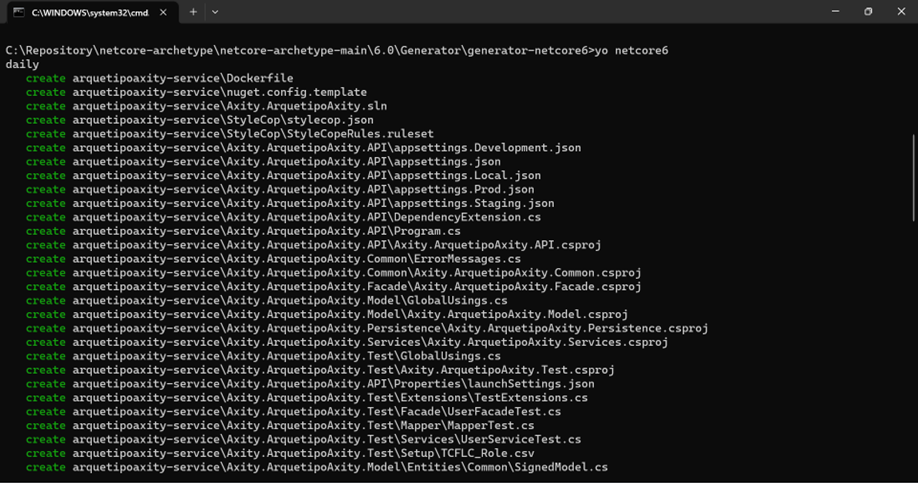 C:\WINDOWS\system32\cmd.
C:\Repository\netcore-archetype\netcore-archetype-main\6.0\Generator\generator-netcore6>yo netcore6
daily
create arquetipoaxity-service\Dockerfile
create arquetipoaxity-service\nuget.config.template
create arquetipoaxity-service\Axity.ArquetipoAxity.sln
create arquetipoaxity-service\StyleCop\stylecop.json
create arquetipoaxity-service\StyleCop\StyleCopeRules.ruleset
create arquetipoaxity-service\Axity.ArquetipoAxity.API\appsettings.Development.json
create arquetipoaxity-service\Axity.ArquetipoAxity.API\appsettings.json
create arquetipoaxity-service\Axity.ArquetipoAxity.API\appsettings.Local.json
create arquetipoaxity-service\Axity.ArquetipoAxity.API\appsettings.Prod.json
create arquetipoaxity-service\Axity.ArquetipoAxity.API\appsettings.Staging.json
create arquetipoaxity-service\Axity.ArquetipoAxity.API\DependencyExtension.cs
create arquetipoaxity-service\Axity.ArquetipoAxity.API\Program.cs
create arquetipoaxity-service\Axity.ArquetipoAxity.API\Axity.ArquetipoAxity.API.csproj
create arquetipoaxity-service\Axity.ArquetipoAxity.Common\ErrorMessages.cs
create arquetipoaxity-service\Axity.ArquetipoAxity.Common\Axity.ArquetipoAxity.Common.csproj
create arquetipoaxity-service\Axity.ArquetipoAxity.Facade\Axity.ArquetipoAxity.Facade.csproj
create arquetipoaxity-service\Axity.ArquetipoAxity.Model\GlobalUsings.cs
create arquetipoaxity-service\Axity.ArquetipoAxity.Model\Axity.ArquetipoAxity.Model.csproj
create arquetipoaxity-service\Axity.ArquetipoAxity.Persistence\Axity.ArquetipoAxity.Persistence.csproj
create arquetipoaxity-service\Axity.ArquetipoAxity.Services\Axity.ArquetipoAxity.Services.csproj
create arquetipoaxity-service\Axity.ArquetipoAxity.Test\GlobalUsings.cs
create arquetipoaxity-service\Axity.ArquetipoAxity.Test\Axity.ArquetipoAxity.Test.csproj
create arquetipoaxity-service\Axity.ArquetipoAxity.API\Properties\launchSettings.json
create arquetipoaxity-service\Axity.ArquetipoAxity.Test\Extensions\TestExtensions.cs
create arquetipoaxity-service\Axity.ArquetipoAxity.Test\Facade\UserFacadeTest.cs
create arquetipoaxity-service\Axity.ArquetipoAxity.Test\Mapper\MapperTest.cs
create arquetipoaxity-service\Axity.ArquetipoAxity.Test\Services\UserServiceTest.cs
create arquetipoaxity-service\Axity.ArquetipoAxity.Test\Setup\TCFLC_Role.csv
create arquetipoaxity-service\Axity.ArquetipoAxity.Model\Entities\Common\SignedModel.cs